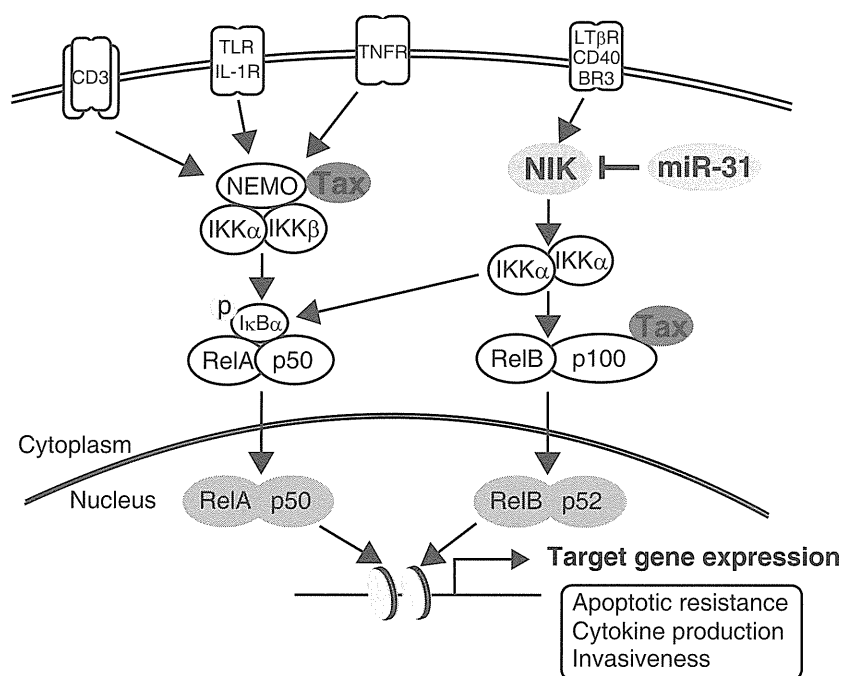 CD3
TLR
IL-1R
TNFR
LTβR
CD40
BR3
NEMO
Tax
NIK
miR-31
IKKα
IKKβ
IKKα
IKKα
p
IκBα
RelA
p50
RelB
p100
Tax
Cytoplasm
Nucleus
RelA
p50
RelB
p52
Target gene expression
Apoptotic resistance
Cytokine production
Invasiveness